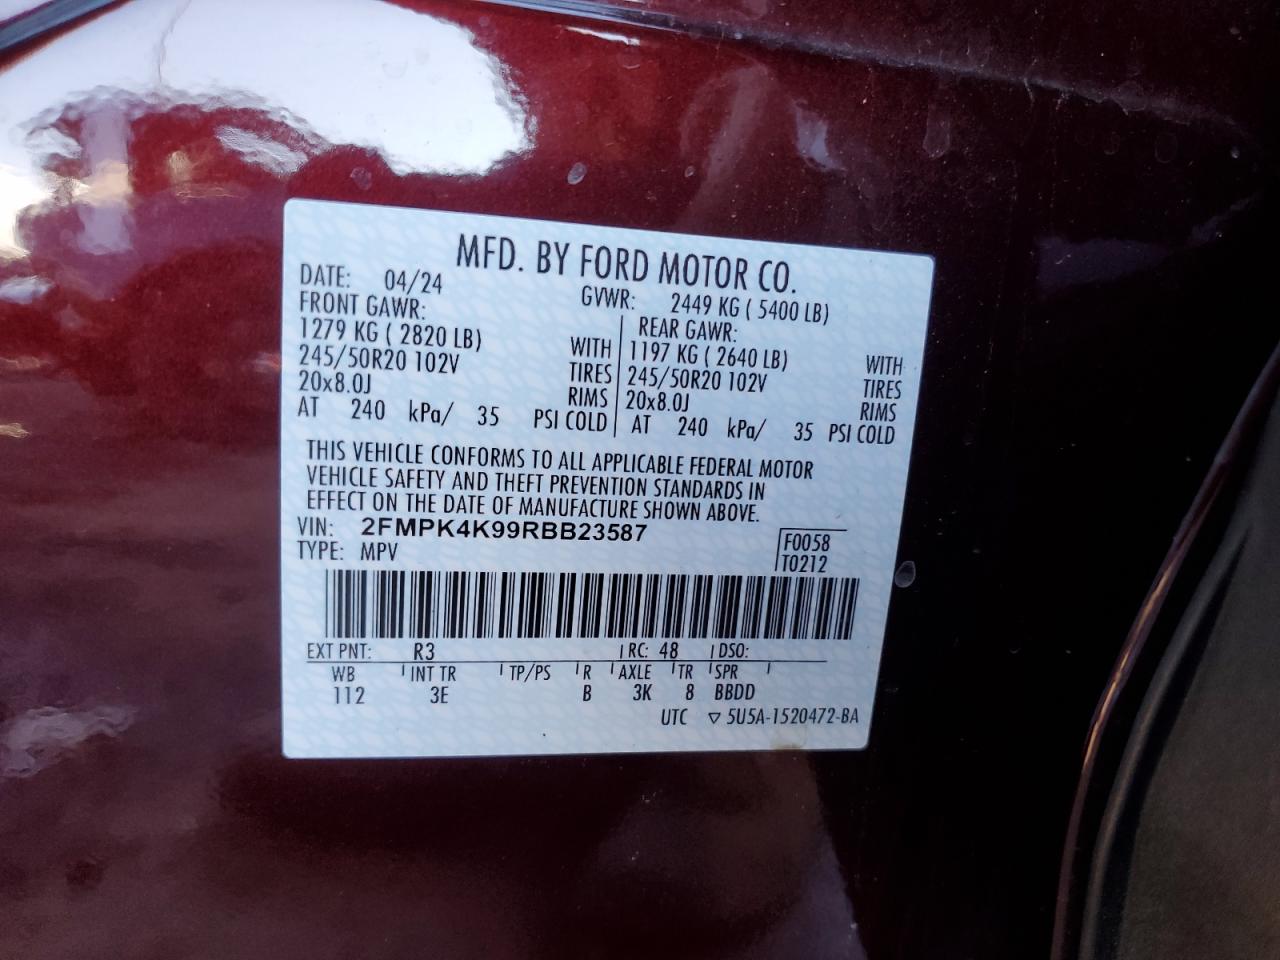 MFD. BY FORD MOTOR CO.
DATE: 04/24 GVWR: 2449 KG ( 5400 LB)
FRONT GAWR: REAR GAWR:
1279 KG ( 2820 LB) WITH 1197 KG ( 2640 LB) WITH
245/50R20 102V TIRES 245/50R20 102V TIRES
20x8.0J RIMS 20x8.0J RIMS
AT 240 kPa/ 35 PSI COLD AT 240 kPa/ 35 PSI COLD
THIS VEHICLE CONFORMS TO ALL APPLICABLE FEDERAL MOTOR
VEHICLE SAFETY AND THEFT PREVENTION STANDARDS IN
EFFECT ON THE DATE OF MANUFACTURE SHOWN ABOVE.
VIN: 2FMPK4K99RBB23587
TYPE: MPV
F0058
T0212
EXT PNT: R3 RC: 48 DSO:
WB INT TR TP/PS R AXLE TR SPR
112 3E B 3K 8 BBDD
UTC ▽ 5U5A-1520472-BA